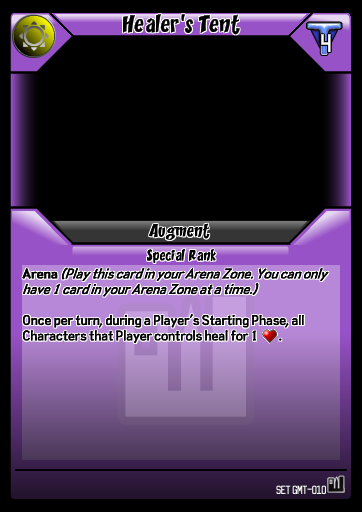 Healer's Tent
4
Augment
Special Rank
Arena (Play this card in your Arena Zone. You can only
have 1 card in your Arena Zone at a time.)
Once per turn, during a Player's Starting Phase, all
Characters that Player controls heal for 1 .
SET GMT-010